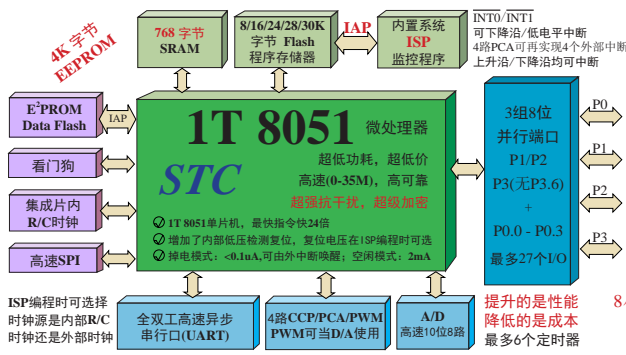 4K 字节
EEPROM
768 字节
SRAM
8/16/24/28/30K
字节 Flash
程序存储器
IAP
内置系统
ISP
监控程序
INT0/INT1
可下降沿/低电平中断
4路PCA可再实现4个外部中断
上升沿/下降沿均可中断
E²PROM
Data Flash
IAP
看门狗
集成片内
R/C时钟
高速SPI
1T 8051 微处理器
STC
超低功耗，超低价
高速(0-35M)，高可靠
超强抗干扰，超级加密
1T 8051单片机，最快指令快24倍
增加了内部低压检测复位，复位电压在ISP编程时可选
掉电模式：<0.1uA,可由外中断唤醒；空闲模式：2mA
3组8位
并行端口
P1/P2
P3(无P3.6)
+
P0.0 - P0.3
最多27个I/O
P0
P1
P2
P3
ISP编程时可选择
时钟源是内部R/C
时钟还是外部时钟
全双工高速异步
串行口(UART)
4路CCP/PCA/PWM
PWM可当D/A使用
A/D
高速10位8路
提升的是性能
降低的是成本
最多6个定时器
8